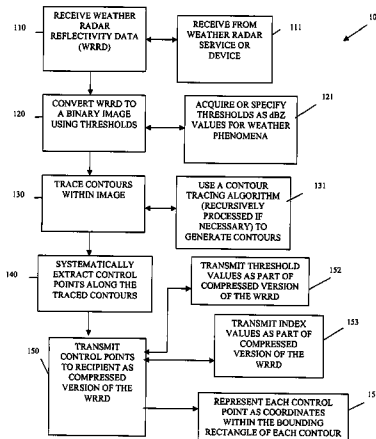 110
RECEIVE WEATHER
RADAR
REFLECTIVITY DATA
(WRRD)
RECEIVE FROM
WEATHER RADAR
SERVICE OR
DEVICE
111
10
120
CONVERT WRRD TO
A BINARY IMAGE
USING THRESHOLDS
ACQUIRE OR SPECIFY
THRESHOLDS AS dBZ
VALUES FOR WEATHER
PHENOMENA
121
130
TRACE CONTOURS
WITHIN IMAGE
USE A CONTOUR
TRACING ALGORITHM
(RECURSIVELY
PROCESSED IF
NECESSARY) TO
GENERATE CONTOURS
131
140
SYSTEMATICALLY
EXTRACT CONTROL
POINTS ALONG THE
TRACED CONTOURS
TRANSMIT THRESHOLD
VALUES AS PART OF
COMPRESSED VERSION
OF THE WRRD
152
150
TRANSMIT
CONTROL POINTS
TO RECIPIENT AS
COMPRESSED
VERSION OF THE
WRRD
TRANSMIT INDEX
VALUES AS PART OF
COMPRESSED
VERSION OF THE
WRRD
153
REPRESENT EACH CONTROL
POINT AS COORDINATES
WITHIN THE BOUNDING
RECTANGLE OF EACH CONTOUR
15